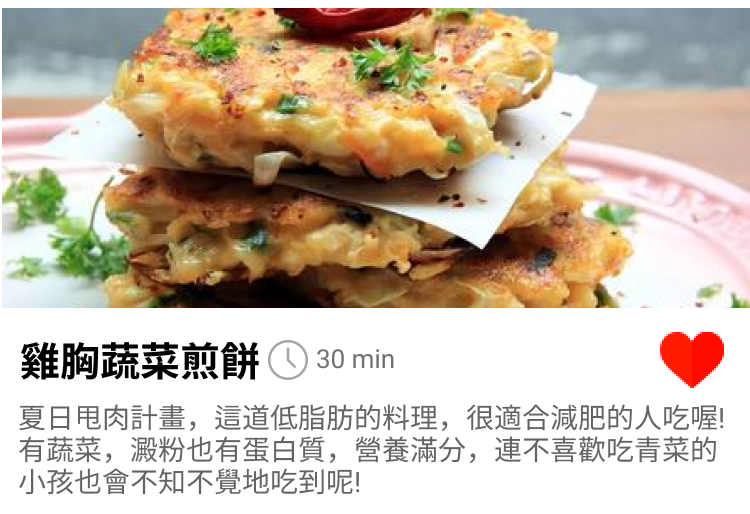 雞胸蔬菜煎餅 30 min
夏日甩肉計畫，這道低脂肪的料理，很適合減肥的人吃喔!
有蔬菜，澱粉也有蛋白質，營養滿分，連不喜歡吃青菜的
小孩也會不知不覺地吃到呢!